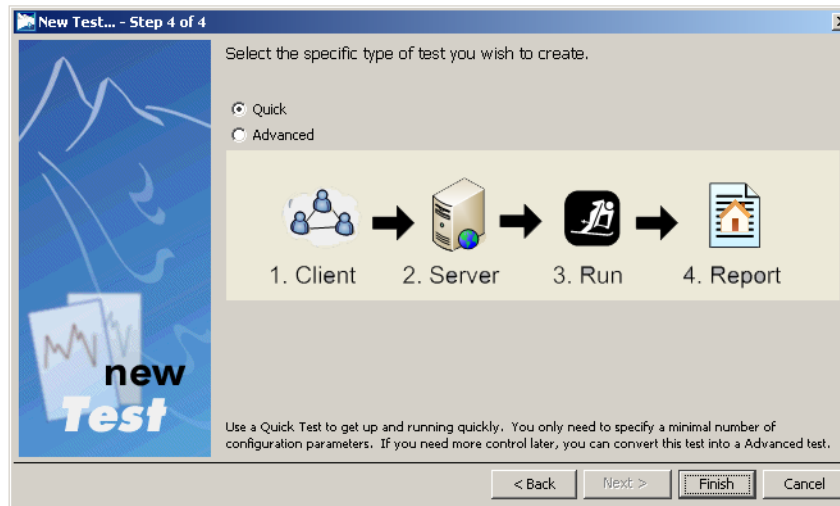 New Test... - Step 4 of 4
Select the specific type of test you wish to create.
Quick
Advanced
1. Client 2. Server 3. Run 4. Report
new
Test
Use a Quick Test to get up and running quickly. You only need to specify a minimal number of
configuration parameters. If you need more control later, you can convert this test into a Advanced test.
< Back Next > Finish Cancel